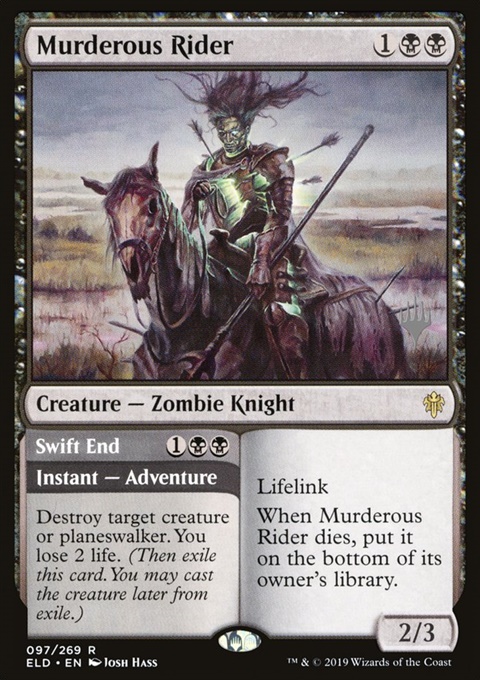 Murderous Rider 1
Creature — Zombie Knight
Swift End 1
Instant — Adventure
Destroy target creature
or planeswalker. You
lose 2 life. (Then exile
this card. You may cast
the creature later from
exile.)
Lifelink
When Murderous
Rider dies, put it
on the bottom of its
owner's library.
2/3
097/269 R
ELD • EN Josh Hass
™ & © 2019 Wizards of the Coast